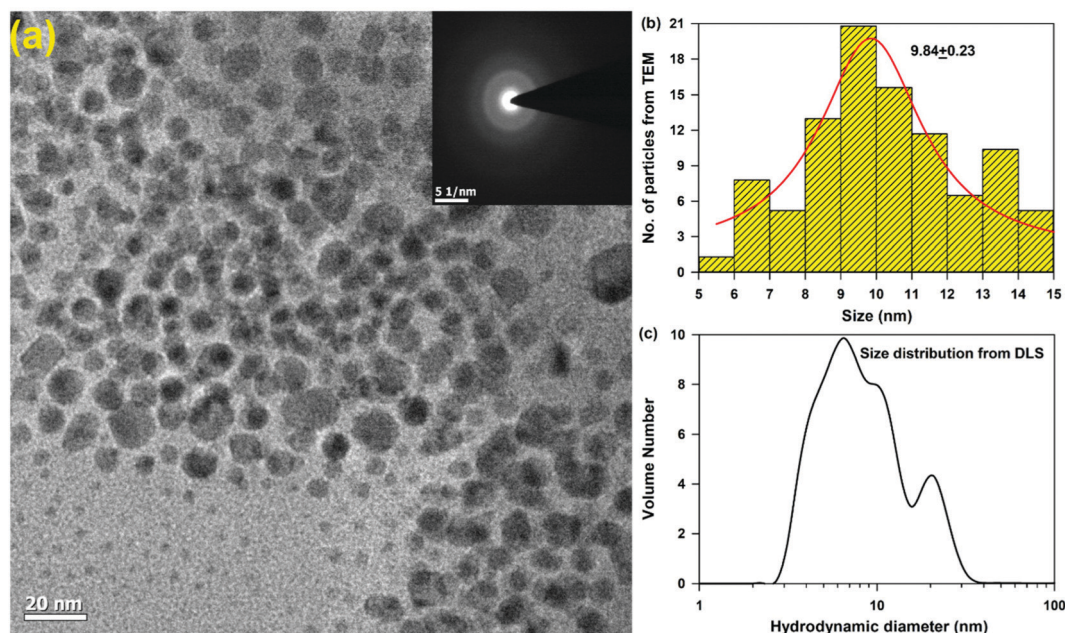 (a)
5 1/nm
20 nm
(b)
21
18
15
12
9
6
3
0
No. of particles from TEM
9.84±0.23
5 6 7 8 9 10 11 12 13 14 15
Size (nm)
(c)
10
8
6
4
2
0
Volume Number
Size distribution from DLS
1 10 100
Hydrodynamic diameter (nm)